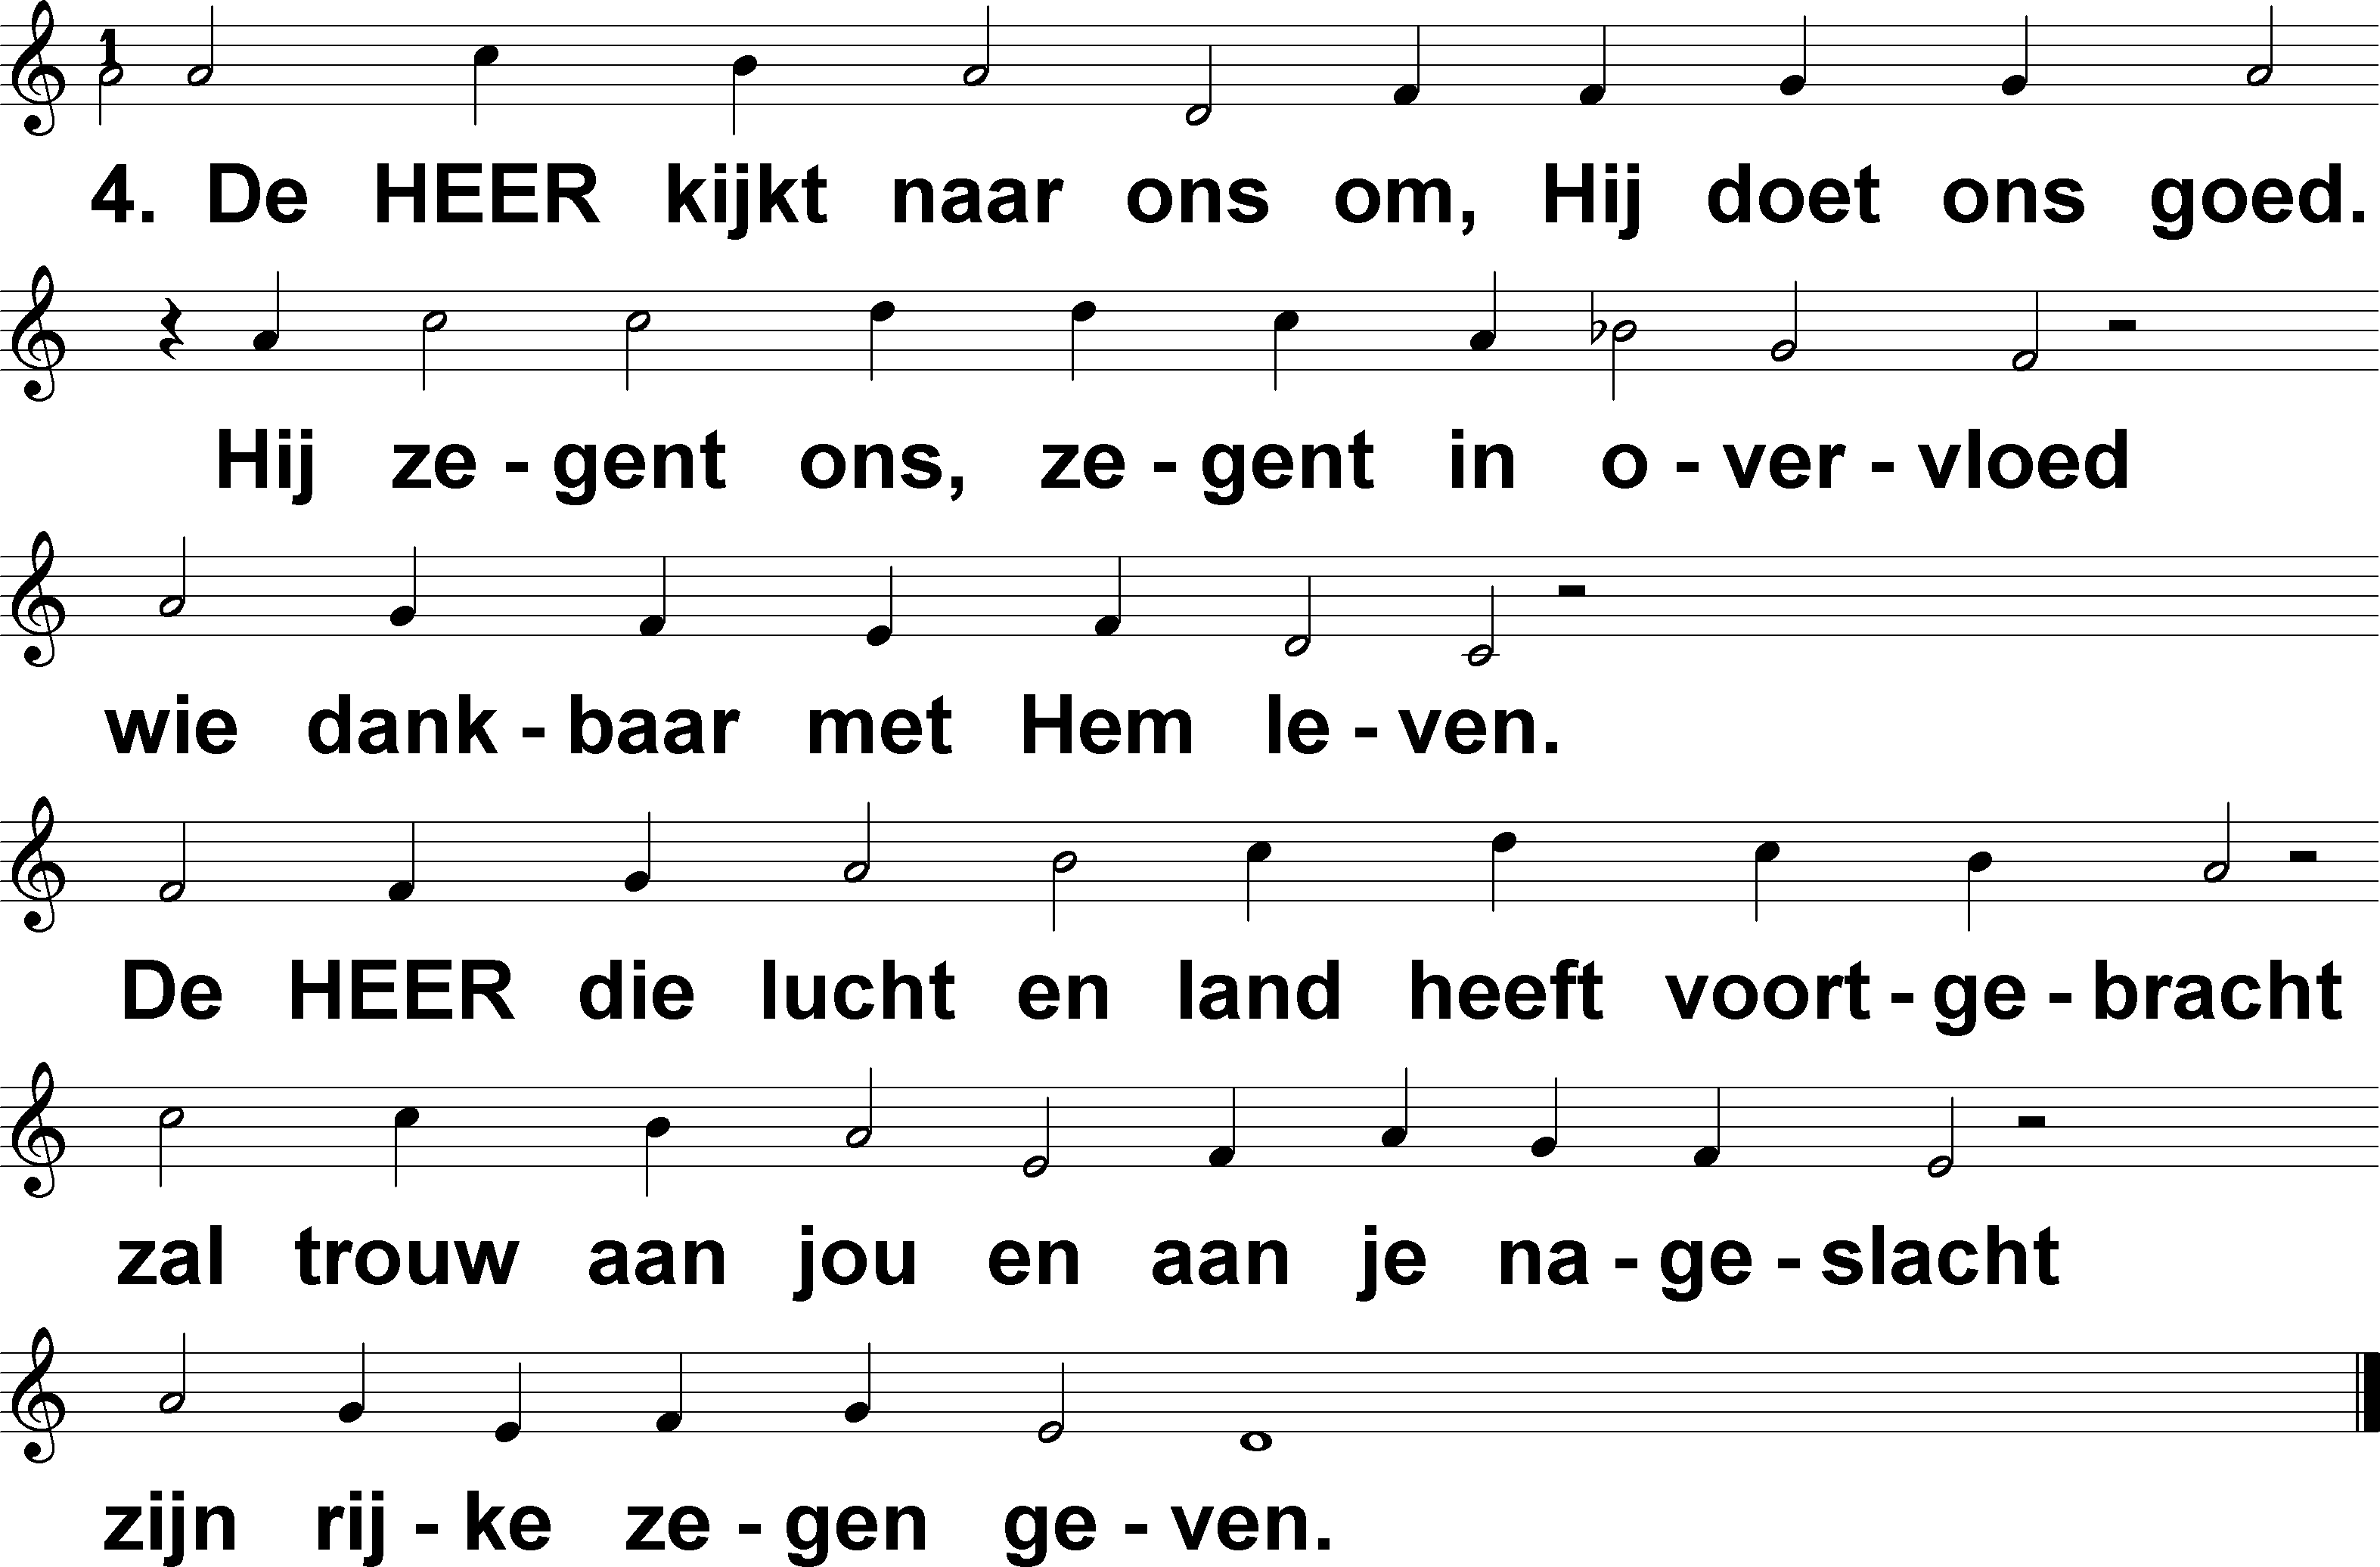 1
4. De HEER kijkt naar ons om, Hij doet ons goed.
Hij ze - gent ons, ze - gent in o - ver - vloed
wie dank - baar met Hem le - ven.
De HEER die lucht en land heeft voort - ge - bracht
zal trouw aan jou en aan je na - ge - slacht
zijn rij - ke ze - gen ge - ven.